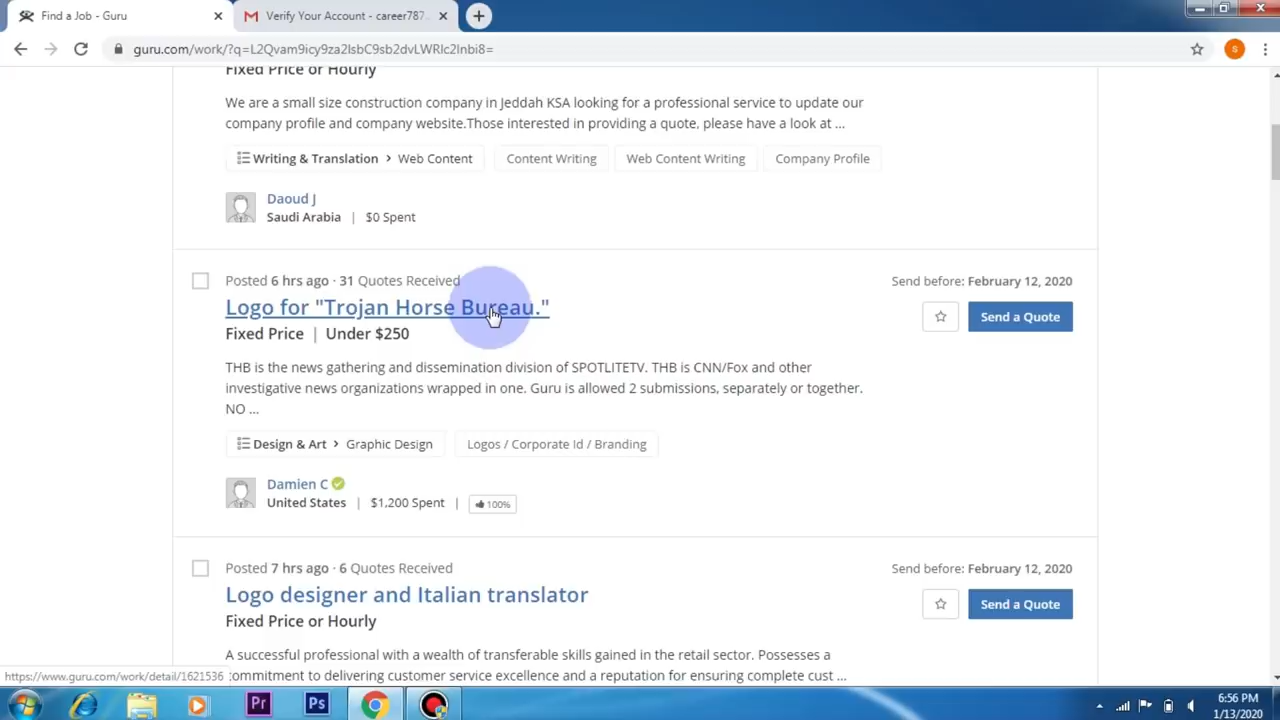 Find a Job - Guru
Verify Your Account - career787
guru.com/work/?q=L2Qvam9icy9za2lsbC9sb2dvLWRlc2lnbi8=
S
Fixed Price or Hourly
We are a small size construction company in Jeddah KSA looking for a professional service to update our
company profile and company website.Those interested in providing a quote, please have a look at ...
Writing & Translation › Web Content
Content Writing
Web Content Writing
Company Profile
Daoud J
Saudi Arabia | $0 Spent
Posted 6 hrs ago · 31 Quotes Received
Send before: February 12, 2020
Logo for "Trojan Horse Bureau."
Send a Quote
Fixed Price | Under $250
THB is the news gathering and dissemination division of SPOTLITETV. THB is CNN/Fox and other
investigative news organizations wrapped in one. Guru is allowed 2 submissions, separately or together.
NO ...
Design & Art › Graphic Design
Logos / Corporate Id / Branding
Damien C
United States | $1,200 Spent | 100%
Posted 7 hrs ago · 6 Quotes Received
Send before: February 12, 2020
Logo designer and Italian translator
Send a Quote
Fixed Price or Hourly
A successful professional with a wealth of transferable skills gained in the retail sector. Possesses a
commitment to delivering customer service excellence and a reputation for ensuring complete cust ...
https://www.guru.com/work/detail/1621536
Pr
Ps
6:56 PM
1/13/2020